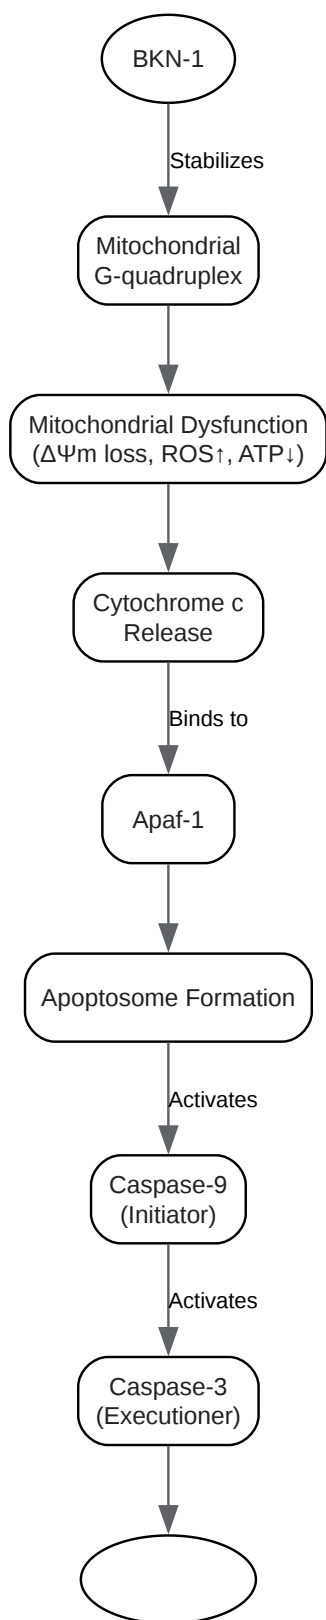 BKN-1
Stabilizes
Mitochondrial
G-quadruplex
Mitochondrial Dysfunction
(ΔΨm loss, ROS↑, ATP↓)
Cytochrome c
Release
Binds to
Apaf-1
Apoptosome Formation
Activates
Caspase-9
(Initiator)
Activates
Caspase-3
(Executioner)